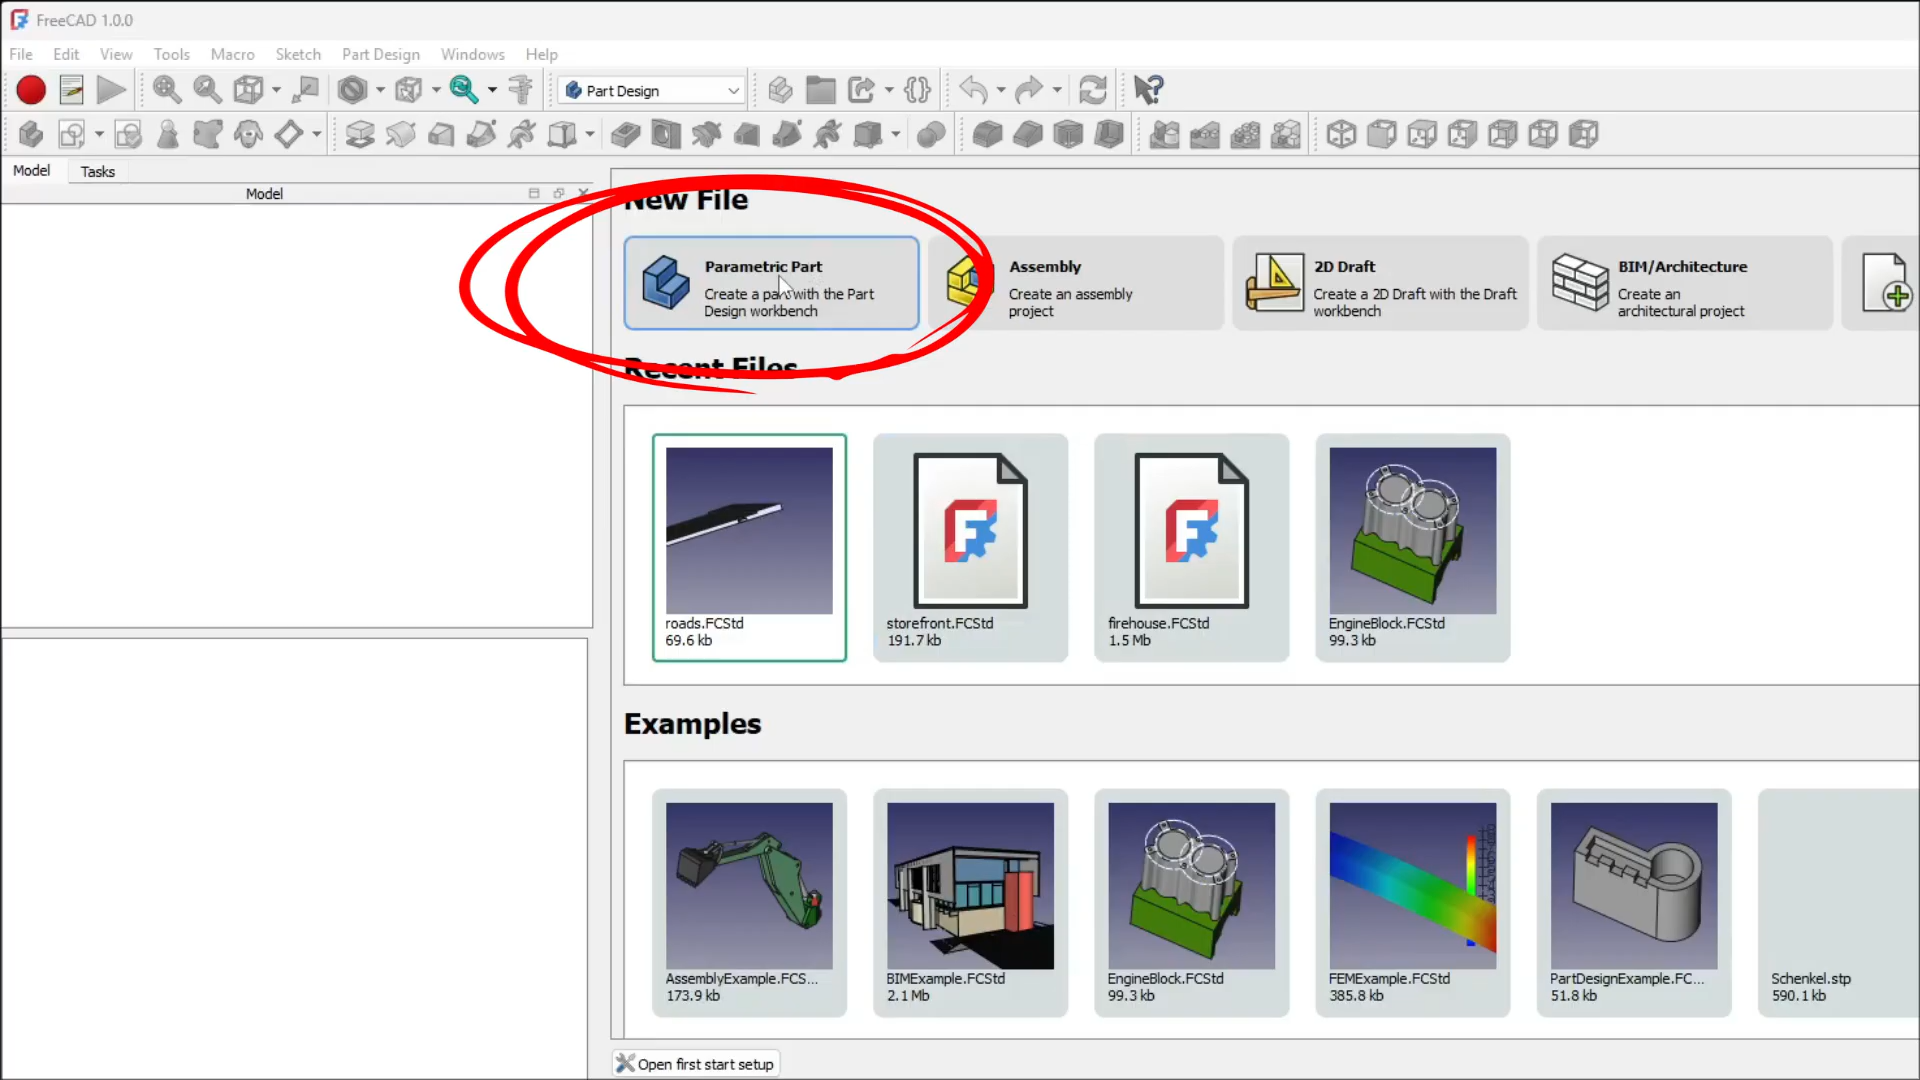 FreeCAD 1.0.0
File Edit View Tools Macro Sketch Part Design Windows Help
Part Design
Model Tasks
Model
New File
Parametric Part
Create a part with the Part
Design workbench
Assembly
Create an assembly
project
2D Draft
Create a 2D Draft with the Draft
workbench
BIM/Architecture
Create an
architectural project
Recent Files
roads.FCStd
69.6 kb
storefront.FCStd
191.7 kb
firehouse.FCStd
1.5 Mb
EngineBlock.FCStd
99.3 kb
Examples
AssemblyExample.FCS...
173.9 kb
BIMExample.FCStd
2.1 Mb
EngineBlock.FCStd
99.3 kb
FEMExample.FCStd
385.8 kb
PartDesignExample.FC...
51.8 kb
Schenkel.stp
590.1 kb
Open first start setup